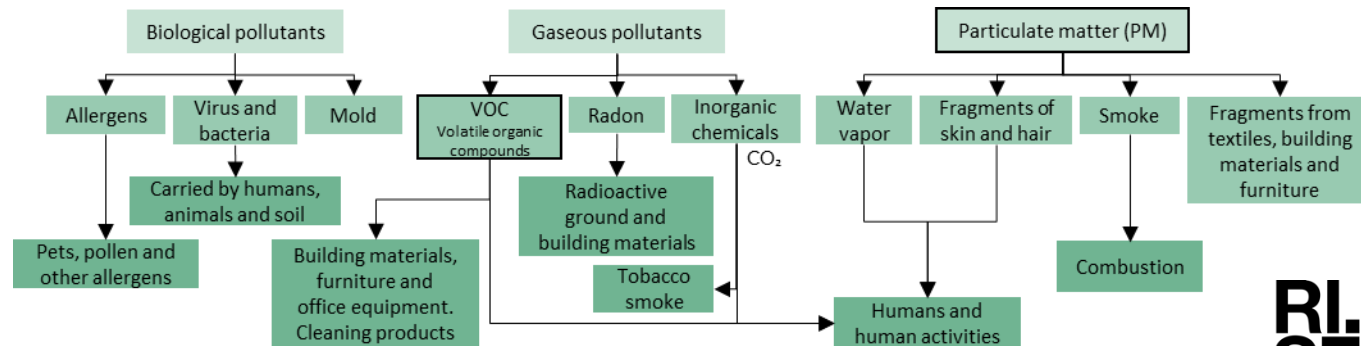 Biological pollutants
Gaseous pollutants
Particulate matter (PM)
Allergens
Virus and
bacteria
Mold
VOC
Volatile organic
compounds
Radon
Inorganic
chemicals
CO₂
Water
vapor
Fragments of
skin and hair
Smoke
Fragments from
textiles, building
materials and
furniture
Carried by humans,
animals and soil
Radioactive
ground and
building materials
Pets, pollen and
other allergens
Building materials,
furniture and
office equipment.
Cleaning products
Tobacco
smoke
Humans and
human activities
Combustion
RI.